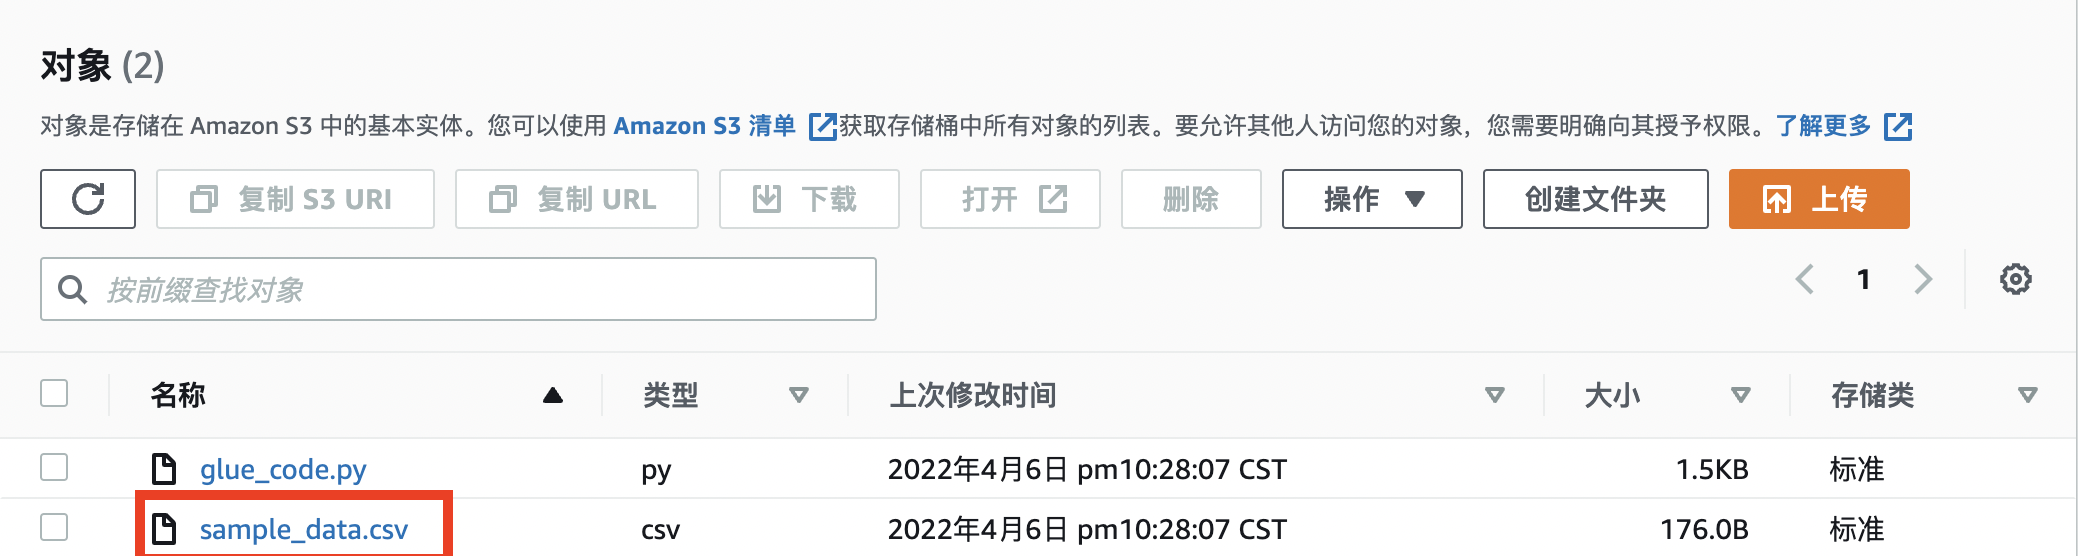 对象 (2)
对象是存储在 Amazon S3 中的基本实体。您可以使用 Amazon S3 清单 获取存储桶中所有对象的列表。要允许其他人访问您的对象，您需要明确向其授予权限。了解更多
复制 S3 URI 复制 URL 下载 打开 删除 操作 创建文件夹 上传
按前缀查找对象 1
名称 类型 上次修改时间 大小 存储类
glue_code.py py 2022年4月6日 pm10:28:07 CST 1.5KB 标准
sample_data.csv csv 2022年4月6日 pm10:28:07 CST 176.0B 标准